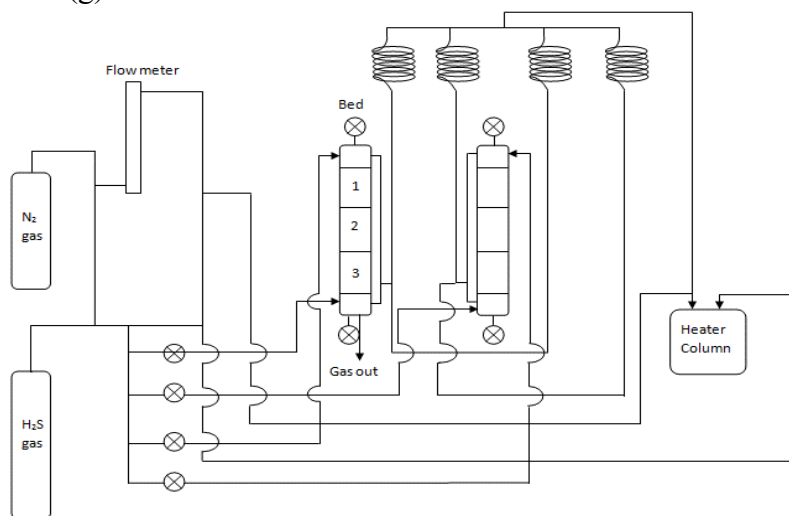 (g)
Flow meter
Bed
N₂
gas
1
2
3
H₂S
gas
Gas out
Heater
Column